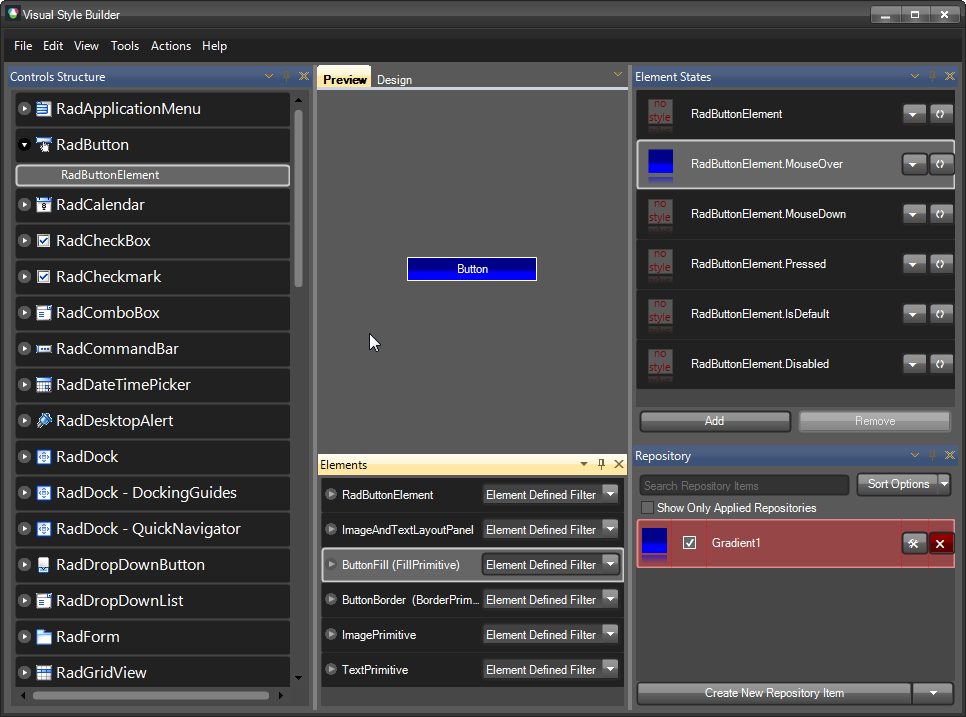 Visual Style Builder
File Edit View Tools Actions Help
Controls Structure
RadApplicationMenu
RadButton
RadButtonElement
RadCalendar
RadCheckBox
RadCheckmark
RadComboBox
RadCommandBar
RadDateTimePicker
RadDesktopAlert
RadDock
RadDock - DockingGuides
RadDock - QuickNavigator
RadDropDownButton
RadDropDownList
RadForm
RadGridView
Preview Design
Button
Elements
RadButtonElement Element Defined Filter
ImageAndTextLayoutPanel Element Defined Filter
ButtonFill (FillPrimitive) Element Defined Filter
ButtonBorder (BorderPrim... Element Defined Filter
ImagePrimitive Element Defined Filter
TextPrimitive Element Defined Filter
Element States
no
style
RadButtonElement
RadButtonElement.MouseOver
no
style
RadButtonElement.MouseDown
no
style
RadButtonElement.Pressed
no
style
RadButtonElement.IsDefault
no
style
RadButtonElement.Disabled
Add Remove
Repository
Search Repository Items Sort Options
Show Only Applied Repositories
Gradient1
Create New Repository Item